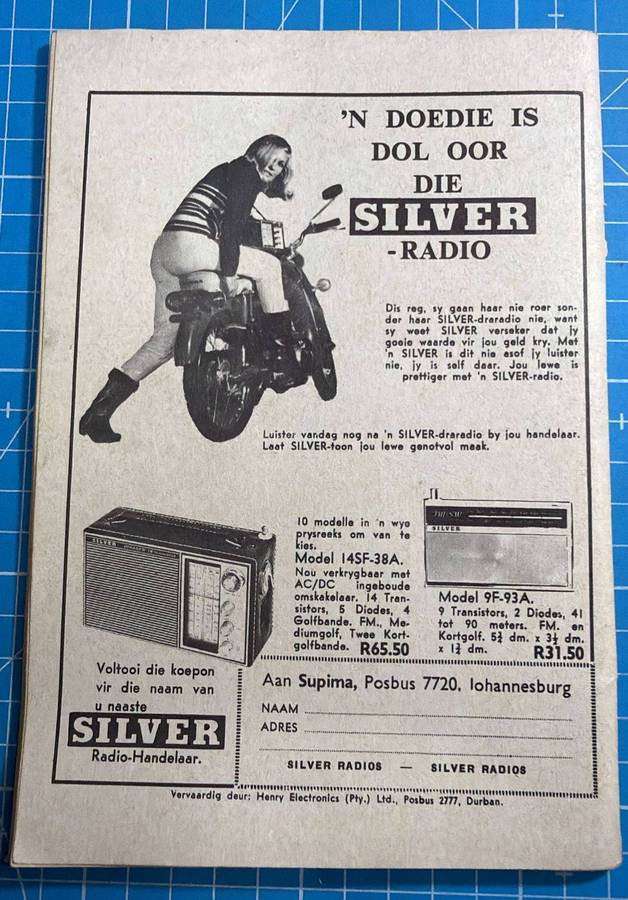 'N DOEDIE IS
DOL OOR
DIE
SILVER
-RADIO
Dis reg, sy gaan haar nie roer son-
der haar SILVER-draradio nie, want
sy weet SILVER verseker dat jy
goeie waarde vir jou geld kry. Met
'n SILVER is dit nie asof jy luister
nie, jy is self daar. Jou lewe is
prettiger met 'n SILVER-radio.
Luister vandag nog na 'n SILVER-draradio by jou handelaar.
Laat SILVER-toon jou lewe genotvol maak.
SILVER
10 modelle in 'n wye
prysreeks om van te
kies.
Model 14SF-38A.
Nou verkrygbaar met
AC/DC ingeboude
omskakelaar. 14 Tran-
sistors, 5 Diodes, 4
Golfbande. FM., Me-
diumgolf, Twee Kort-
golfbande. R65.50
SILVER
Model 9F-93A.
9 Transistors, 2 Diodes, 41
tot 90 meters. FM. en
Kortgolf. 5¾ dm. x 3½ dm.
x 1¾ dm. R31.50
Voltooi die koepon
vir die naam van
u naaste
SILVER
Radio-Handelaar.
Aan Supima, Posbus 7720, Johannesburg
NAAM
ADRES
SILVER RADIOS — SILVER RADIOS
Vervaardig deur: Henry Electronics (Pty.) Ltd., Posbus 2777, Durban.